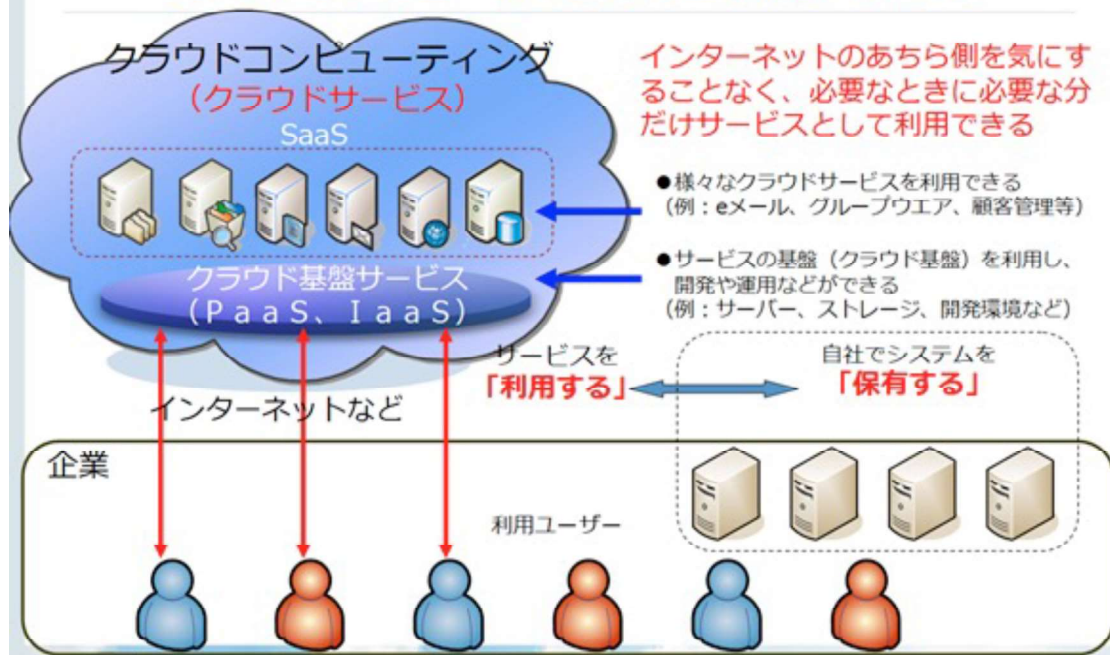 クラウドコンピューティング
（クラウドサービス）
SaaS
クラウド基盤サービス
（ＰａａＳ、ＩａａＳ）
インターネットのあちら側を気にす
ることなく、必要なときに必要な分
だけサービスとして利用できる
●様々なクラウドサービスを利用できる
（例：eメール、グループウエア、顧客管理等）
●サービスの基盤（クラウド基盤）を利用し、
開発や運用などができる
（例：サーバー、ストレージ、開発環境など）
サービスを
「利用する」
自社でシステムを
「保有する」
インターネットなど
企業
利用ユーザー